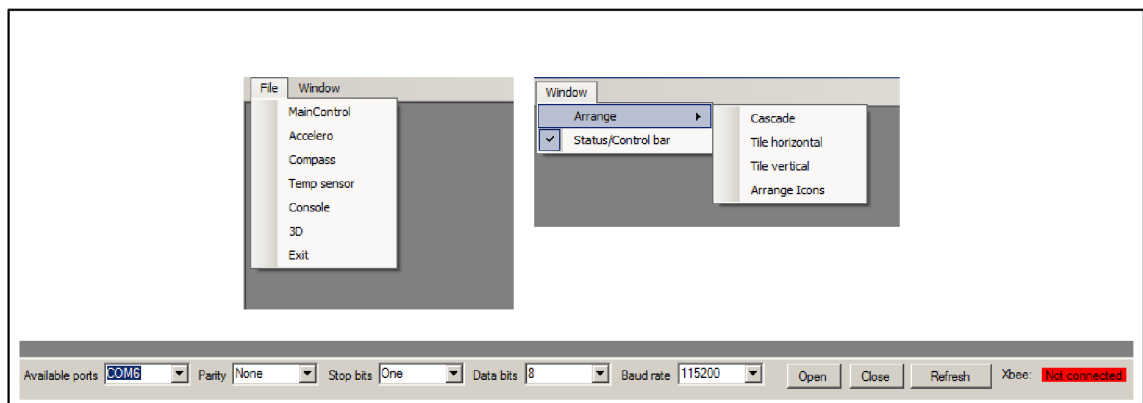 File Window
MainControl
Accelero
Compass
Temp sensor
Console
3D
Exit
Window
Arrange
Status/Control bar
Cascade
Tile horizontal
Tile vertical
Arrange Icons
Available ports COM6 Parity None Stop bits One Data bits 8 Baud rate 115200 Open Close Refresh Xbee: Not connected